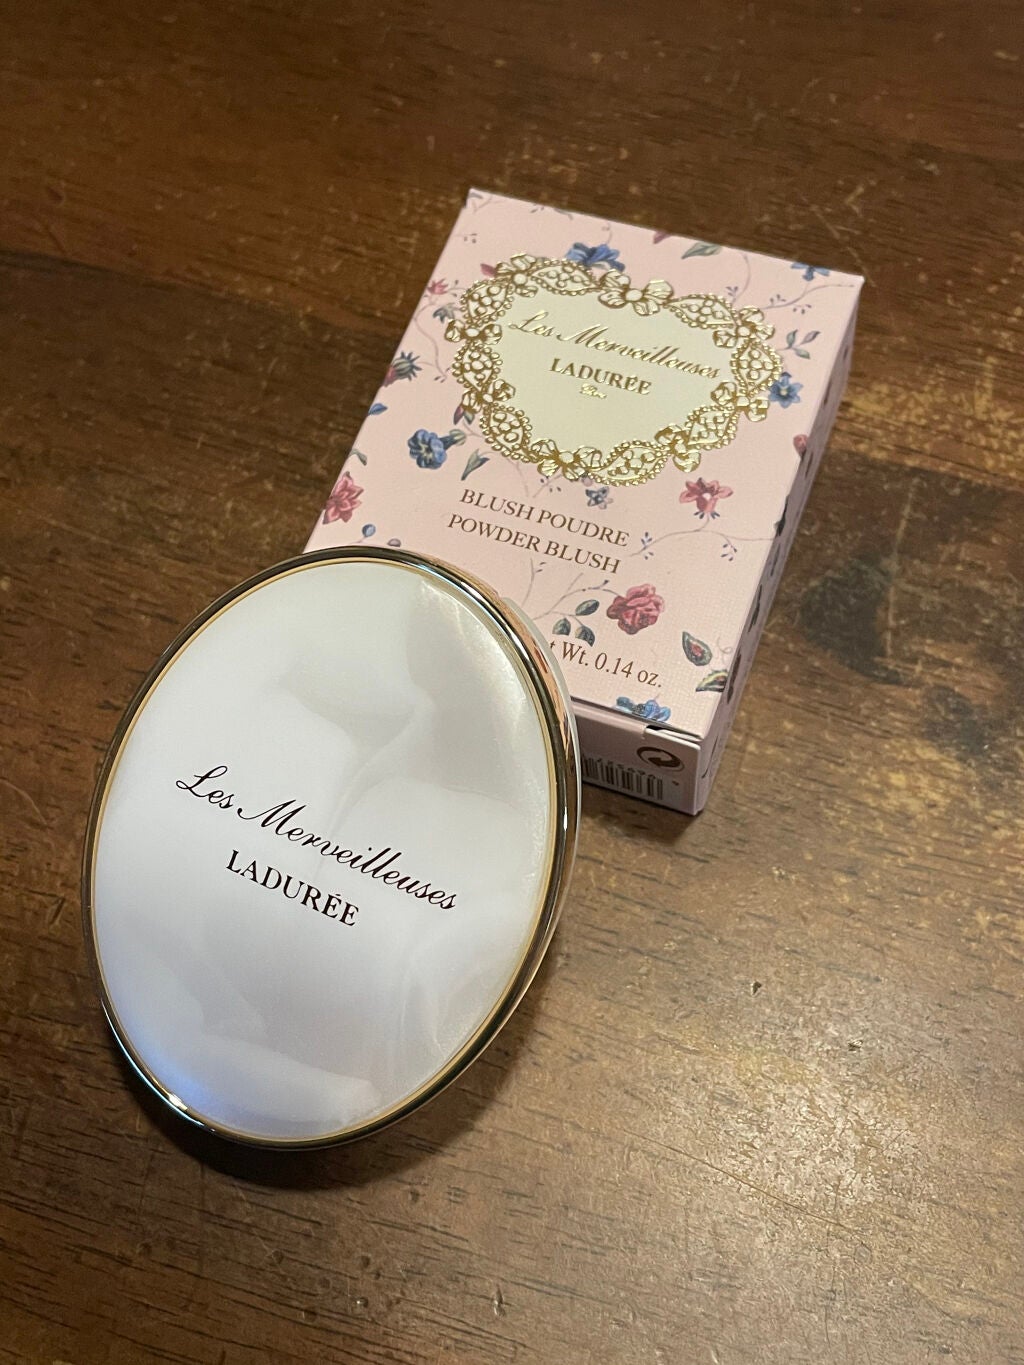 Les Merveilleuses
LADURÉE
BLUSH POUDRE
POWDER BLUSH
Wt. 0.14 oz.
Les Merveilleuses
LADURÉE